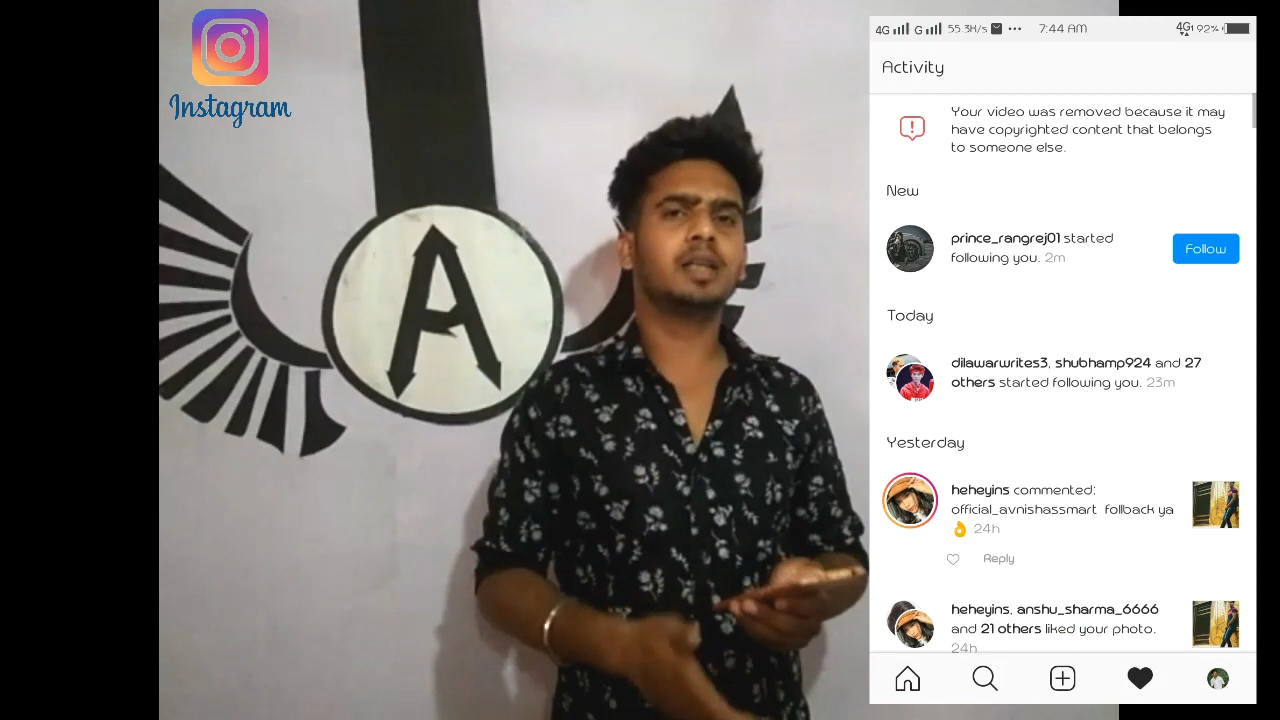 Instagram
A
4G G 55.3K/s ... 7:44 AM 4G 92%
Activity
Your video was removed because it may
have copyrighted content that belongs
to someone else.
New
prince_rangrej01 started
following you. 2m
Follow
Today
dilawarwrites3, shubhamp924 and 27
others started following you. 23m
Yesterday
heheyins commented:
official_avnishassmart follback ya
👌 24h
Reply
heheyins, anshu_sharma_6666
and 21 others liked your photo.
24h